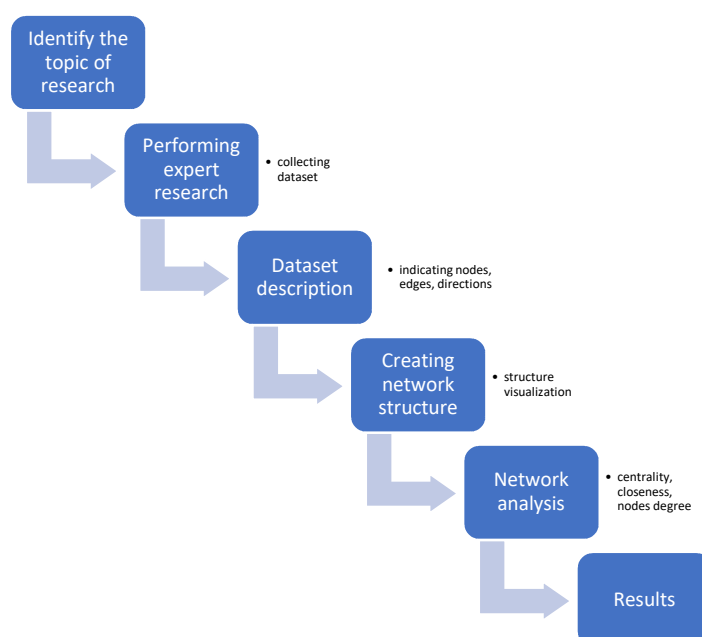 Identify the
topic of
research
Performing
expert
research
• collecting
dataset
Dataset
description
• indicating nodes,
edges, directions
Creating
network
structure
• structure
visualization
Network
analysis
• centrality,
closeness,
nodes degree
Results